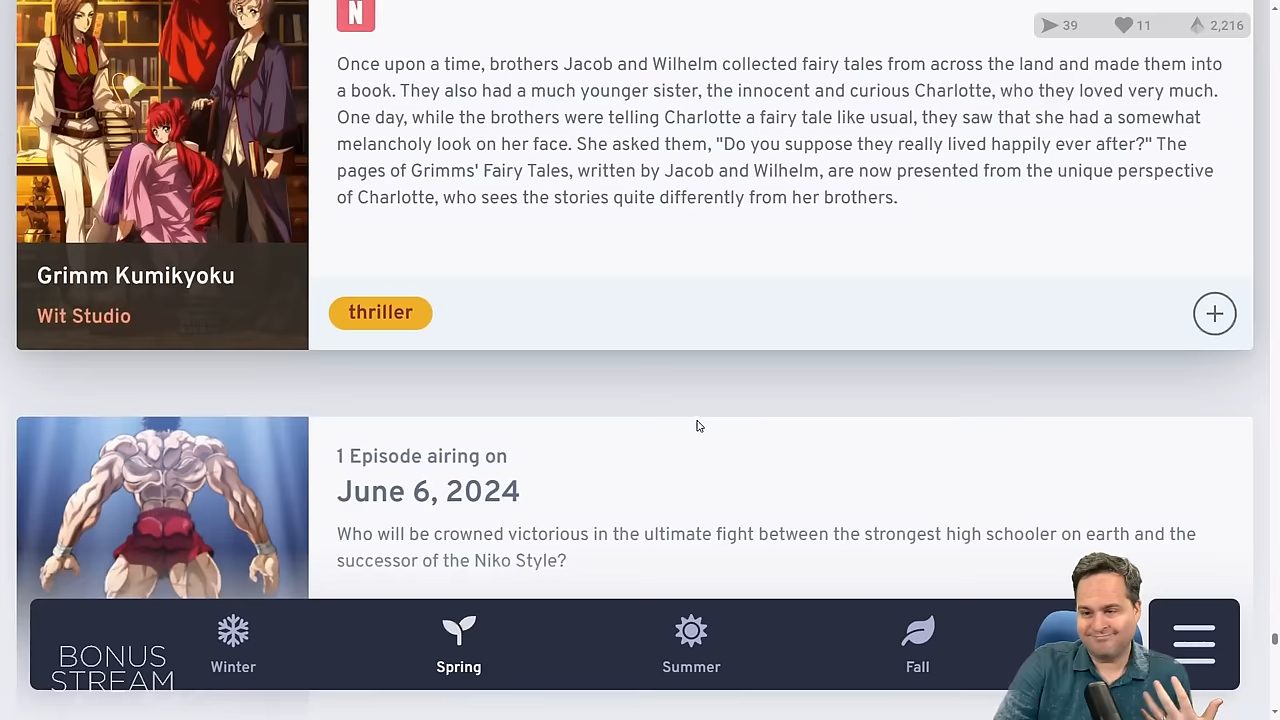 N
39 11 2,216
Once upon a time, brothers Jacob and Wilhelm collected fairy tales from across the land and made them into
a book. They also had a much younger sister, the innocent and curious Charlotte, who they loved very much.
One day, while the brothers were telling Charlotte a fairy tale like usual, they saw that she had a somewhat
melancholy look on her face. She asked them, "Do you suppose they really lived happily ever after?" The
pages of Grimms' Fairy Tales, written by Jacob and Wilhelm, are now presented from the unique perspective
of Charlotte, who sees the stories quite differently from her brothers.
Grimm Kumikyoku
Wit Studio
thriller
1 Episode airing on
June 6, 2024
Who will be crowned victorious in the ultimate fight between the strongest high schooler on earth and the
successor of the Niko Style?
BONUS
STREAM
Winter
Spring
Summer
Fall